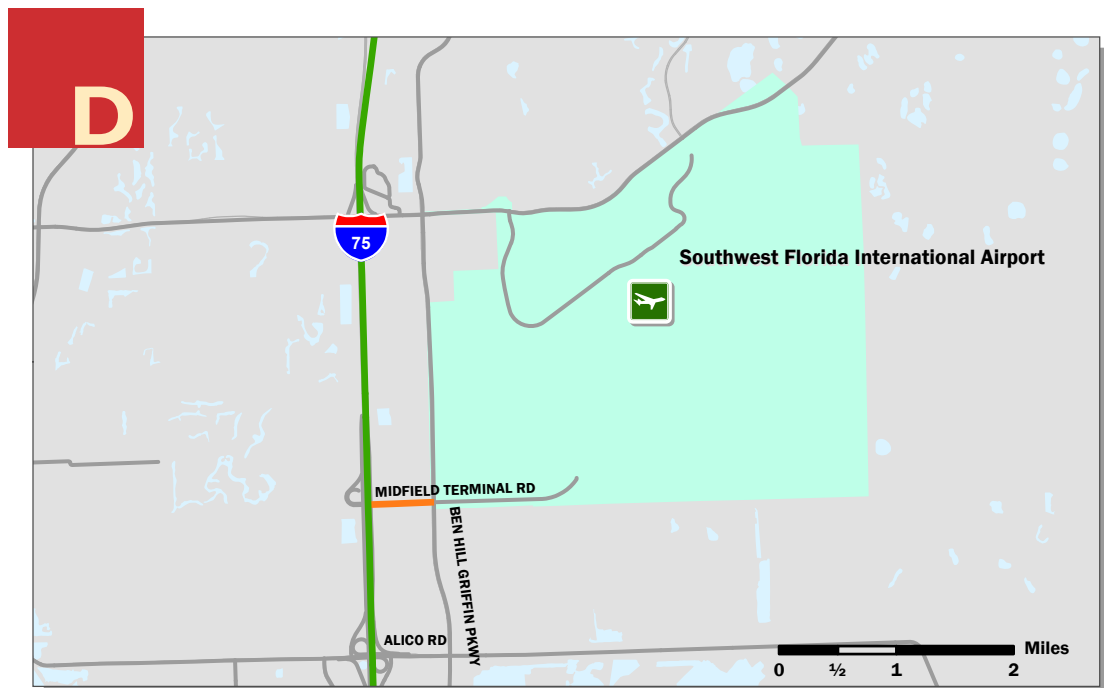 D
75
Southwest Florida International Airport
MIDFIELD TERMINAL RD
BEN HILL GRIFFIN PKWY
ALICO RD
Miles
0 ½ 1 2